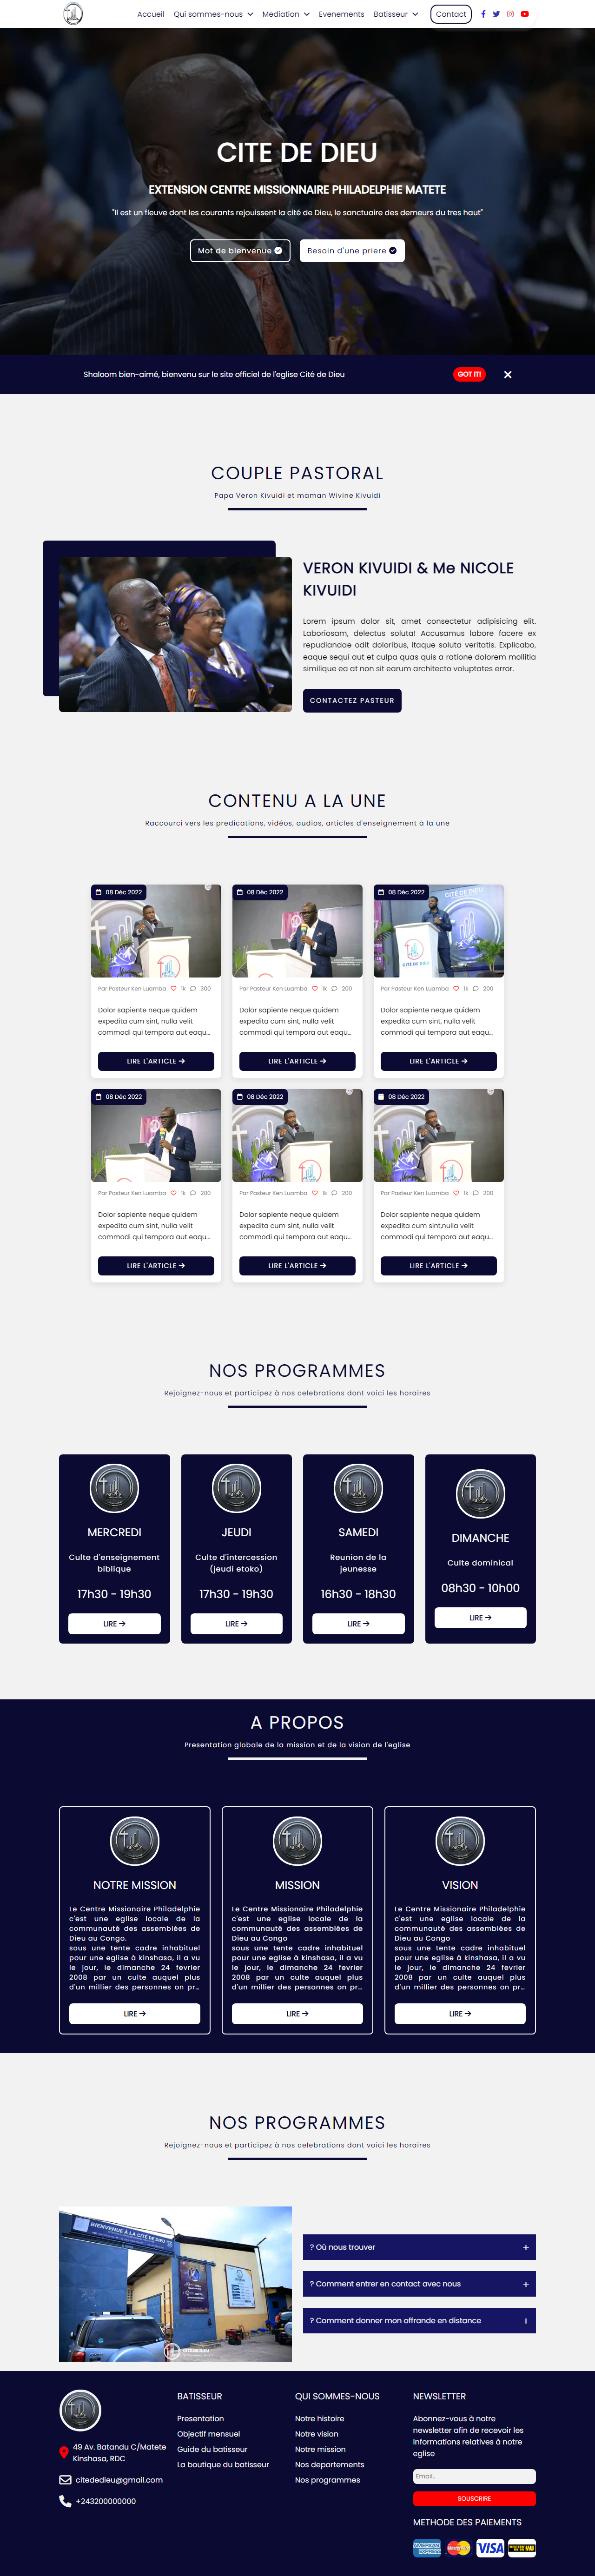 Accueil Qui sommes-nous Mediation Evenements Batisseur Contact
CITE DE DIEU
EXTENSION CENTRE MISSIONNAIRE PHILADELPHIE MATETE
"Il est un fleuve dont les courants rejouissent la cité de Dieu, le sanctuaire des demeurs du tres haut"
Mot de bienvenue Besoin d'une priere
Shaloom bien-aimé, bienvenu sur le site officiel de l'eglise Cité de Dieu GOT IT!
COUPLE PASTORAL
Papa Veron Kivuidi et maman Wivine Kivuidi
VERON KIVUIDI & Me NICOLE
KIVUIDI
Lorem ipsum dolor sit, amet consectetur adipisicing elit.
Laboriosam, delectus soluta! Accusamus labore facere ex
repudiandae odit doloribus, itaque soluta veritatis. Explicabo,
eaque sequi aut et culpa quas quis a ratione dolorem mollitia
similique ea at non sit earum architecto voluptates error.
CONTACTEZ PASTEUR
CONTENU A LA UNE
Raccourci vers les predications, vidéos, audios, articles d'enseignement à la une
08 Déc 2022 08 Déc 2022 08 Déc 2022
CITÉ DE DIEU
CITE DE DIEU
Par Pasteur Ken Luamba 1k 300 Par Pasteur Ken Luamba 1k 200 Par Pasteur Ken Luamba 1k 200
Dolor sapiente neque quidem Dolor sapiente neque quidem Dolor sapiente neque quidem
expedita cum sint, nulla velit expedita cum sint, nulla velit expedita cum sint, nulla velit
commodi qui tempora aut eaqu... commodi qui tempora aut eaqu... commodi qui tempora aut eaqu...
LIRE L'ARTICLE LIRE L'ARTICLE LIRE L'ARTICLE
08 Déc 2022 08 Déc 2022 08 Déc 2022
Par Pasteur Ken Luamba 1k 200 Par Pasteur Ken Luamba 1k 200 Par Pasteur Ken Luamba 1k 200
Dolor sapiente neque quidem Dolor sapiente neque quidem Dolor sapiente neque quidem
expedita cum sint, nulla velit expedita cum sint, nulla velit expedita cum sint,nulla velit
commodi qui tempora aut eaqu... commodi qui tempora aut eaqu... commodi qui tempora aut eaqu...
LIRE L'ARTICLE LIRE L'ARTICLE LIRE L'ARTICLE
NOS PROGRAMMES
Rejoignez-nous et participez à nos celebrations dont voici les horaires
MERCREDI
Culte d'enseignement
biblique
17h30 - 19h30
LIRE
JEUDI
Culte d'intercession
(jeudi etoko)
17h30 - 19h30
LIRE
SAMEDI
Reunion de la
jeunesse
16h30 - 18h30
LIRE
DIMANCHE
Culte dominical
08h30 - 10h00
LIRE
A PROPOS
Presentation globale de la mission et de la vision de l'eglise
NOTRE MISSION
Le Centre Missionaire Philadelphie
c'est une eglise locale de la
communauté des assemblées de
Dieu au Congo.
sous une tente cadre inhabituel
pour une eglise à kinshasa, il a vu
le jour, le dimanche 24 fevrier
2008 par un culte auquel plus
d'un millier des personnes on pr...
LIRE
MISSION
Le Centre Missionaire Philadelphie
c'est une eglise locale de la
communauté des assemblées de
Dieu au Congo
sous une tente cadre inhabituel
pour une eglise à kinshasa, il a vu
le jour, le dimanche 24 fevrier
2008 par un culte auquel plus
d'un millier des personnes on pr...
LIRE
VISION
Le Centre Missionaire Philadelphie
c'est une eglise locale de la
communauté des assemblées de
Dieu au Congo
sous une tente cadre inhabituel
pour une eglise à kinshasa, il a vu
le jour, le dimanche 24 fevrier
2008 par un culte auquel plus
d'un millier des personnes on pr...
LIRE
NOS PROGRAMMES
Rejoignez-nous et participez à nos celebrations dont voici les horaires
BIENVENUE À LA CITÉ DE DIEU
? Où nous trouver +
? Comment entrer en contact avec nous +
? Comment donner mon offrande en distance +
49 Av. Batandu C/Matete
Kinshasa, RDC
citededieu@gmail.com
+243200000000
BATISSEUR
Presentation
Objectif mensuel
Guide du batisseur
La boutique du batisseur
QUI SOMMES-NOUS
Notre histoire
Notre vision
Notre mission
Nos departements
Nos programmes
NEWSLETTER
Abonnez-vous à notre
newsletter afin de recevoir les
informations relatives à notre
eglise
Email..
SOUSCRIRE
METHODE DES PAIEMENTS
AMERICAN EXPRESS MasterCard VISA WESTERN UNION WU